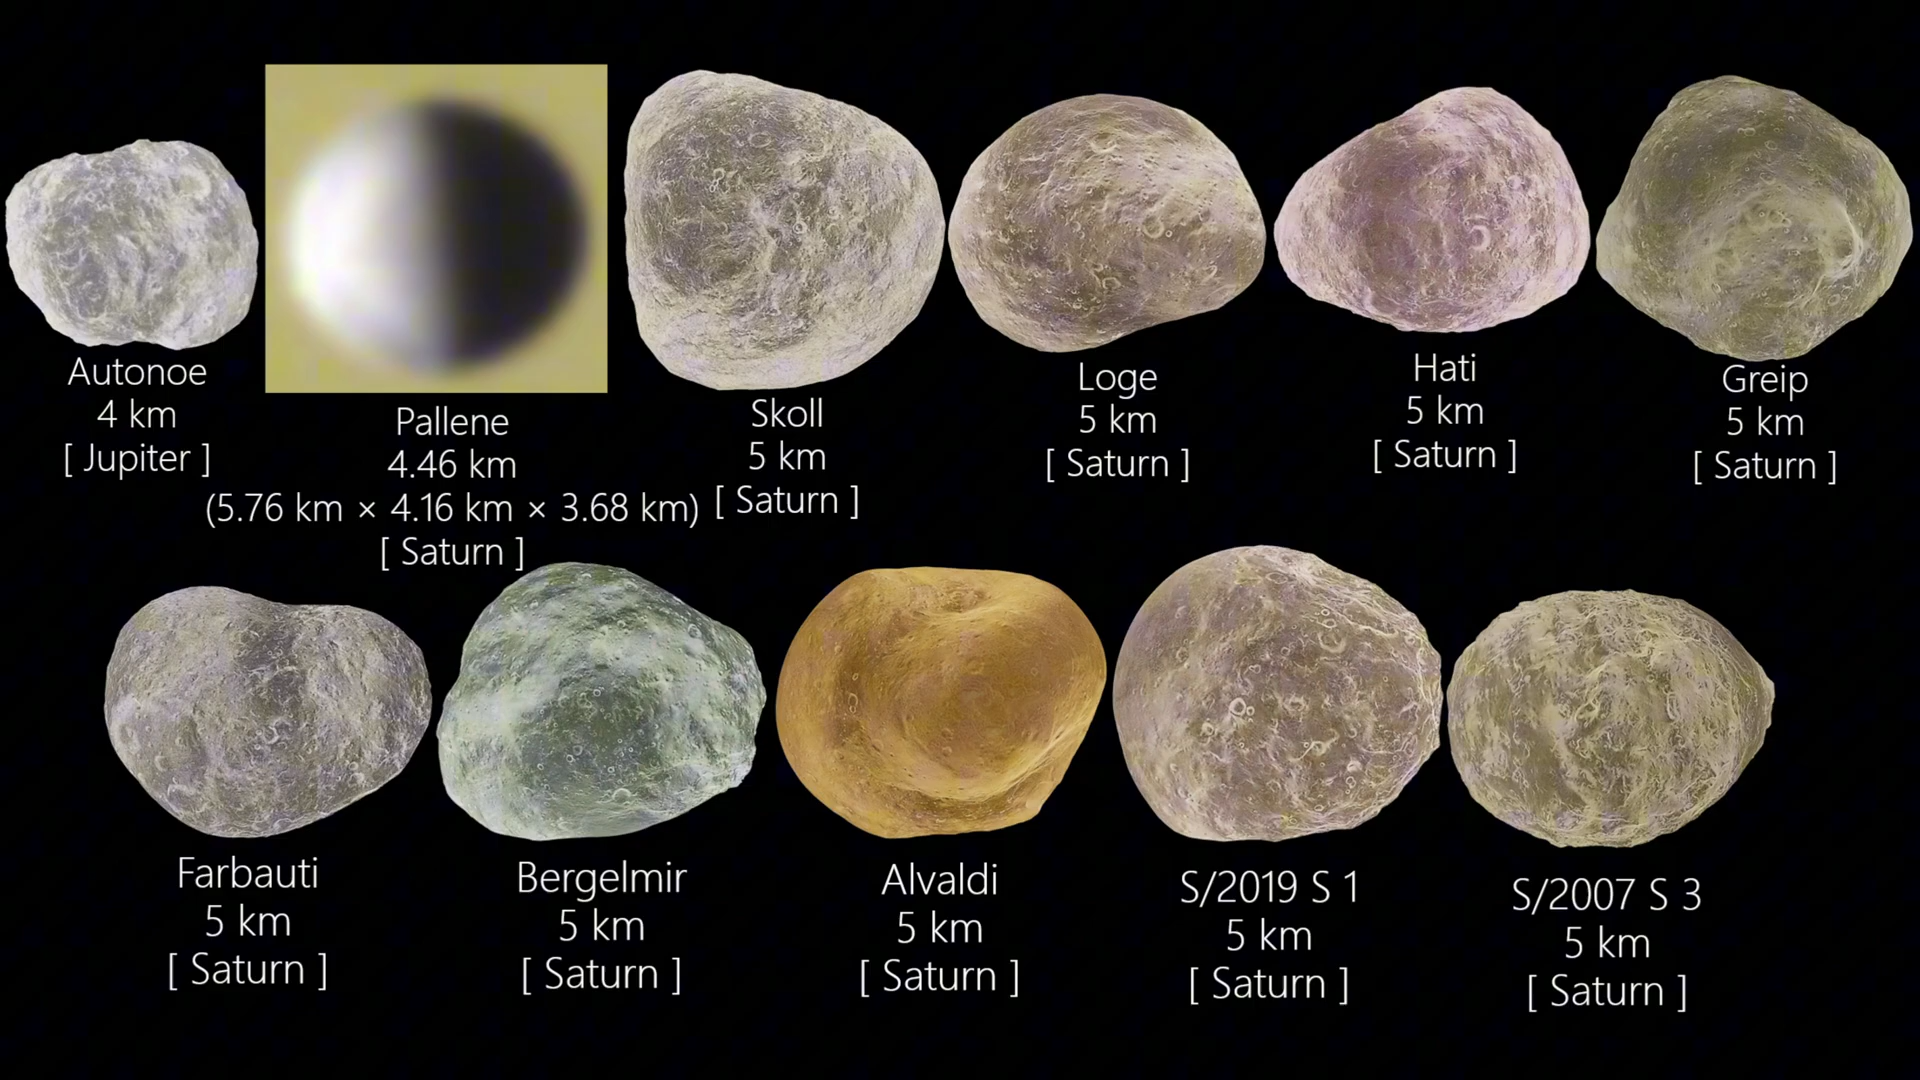 Autonoe
4 km
[ Jupiter ]
Pallene
4.46 km
(5.76 km × 4.16 km × 3.68 km)
[ Saturn ]
Skoll
5 km
[ Saturn ]
Loge
5 km
[ Saturn ]
Hati
5 km
[ Saturn ]
Greip
5 km
[ Saturn ]
Farbauti
5 km
[ Saturn ]
Bergelmir
5 km
[ Saturn ]
Alvaldi
5 km
[ Saturn ]
S/2019 S 1
5 km
[ Saturn ]
S/2007 S 3
5 km
[ Saturn ]